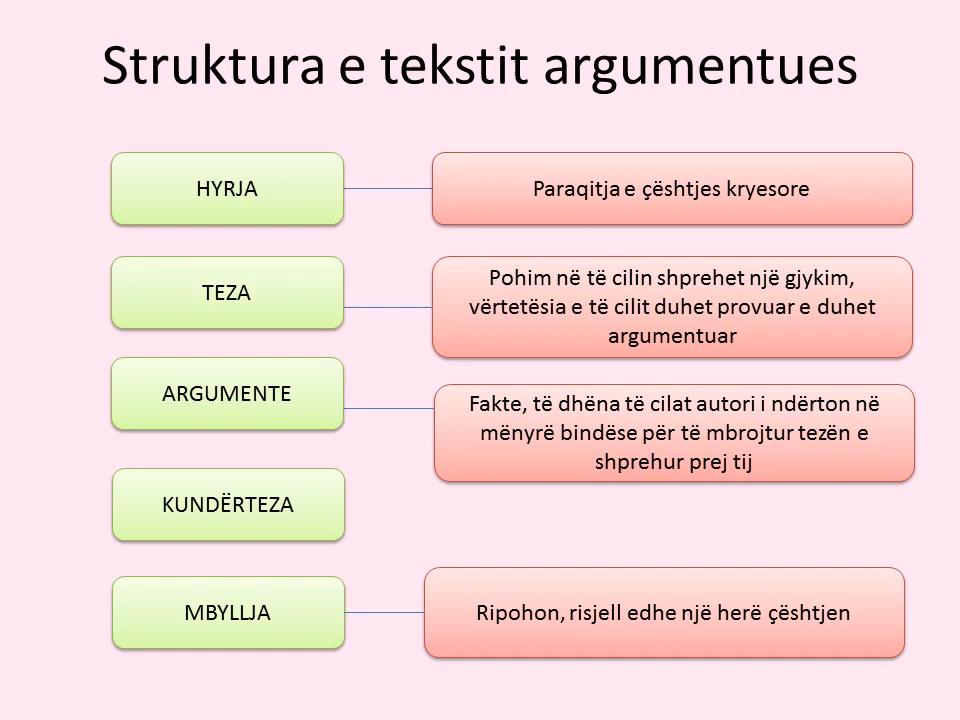 Struktura e tekstit argumentues
HYRJA
Paraqitja e çështjes kryesore
TEZA
Pohim në të cilin shprehet një gjykim,
vërtetësia e të cilit duhet provuar e duhet
argumentuar
ARGUMENTE
Fakte, të dhëna të cilat autori i ndërton në
mënyrë bindëse për të mbrojtur tezën e
shprehur prej tij
KUNDËRTEZA
MBYLLJA
Ripohon, risjell edhe një herë çështjen